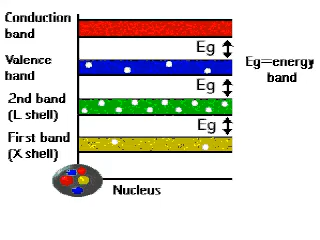 Conduction
band
Eg
Valence
band
Eg=energy
band
Eg
2nd band
(L shell)
Eg
First band
(X shell)
Nucleus